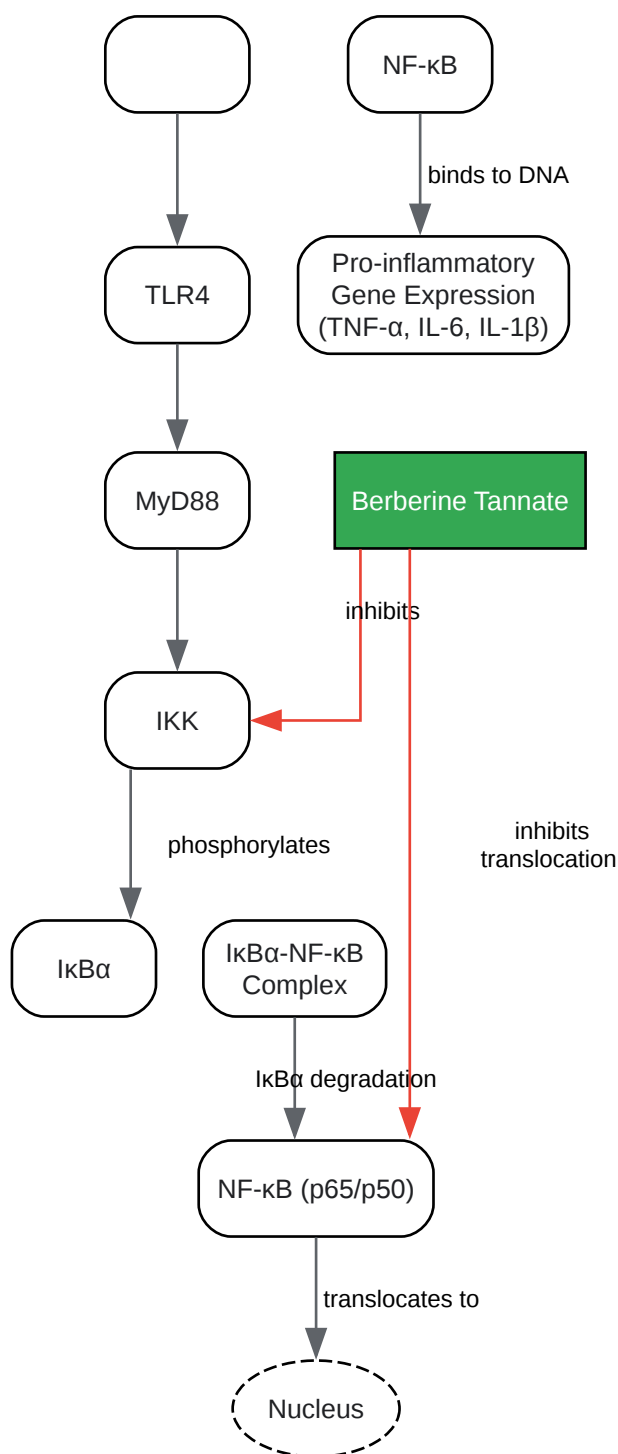 NF-κB
binds to DNA
TLR4
Pro-inflammatory
Gene Expression
(TNF-α, IL-6, IL-1β)
MyD88
Berberine Tannate
inhibits
IKK
phosphorylates
inhibits
translocation
IκBα
IκBα-NF-κB
Complex
IκBα degradation
NF-κB (p65/p50)
translocates to
Nucleus